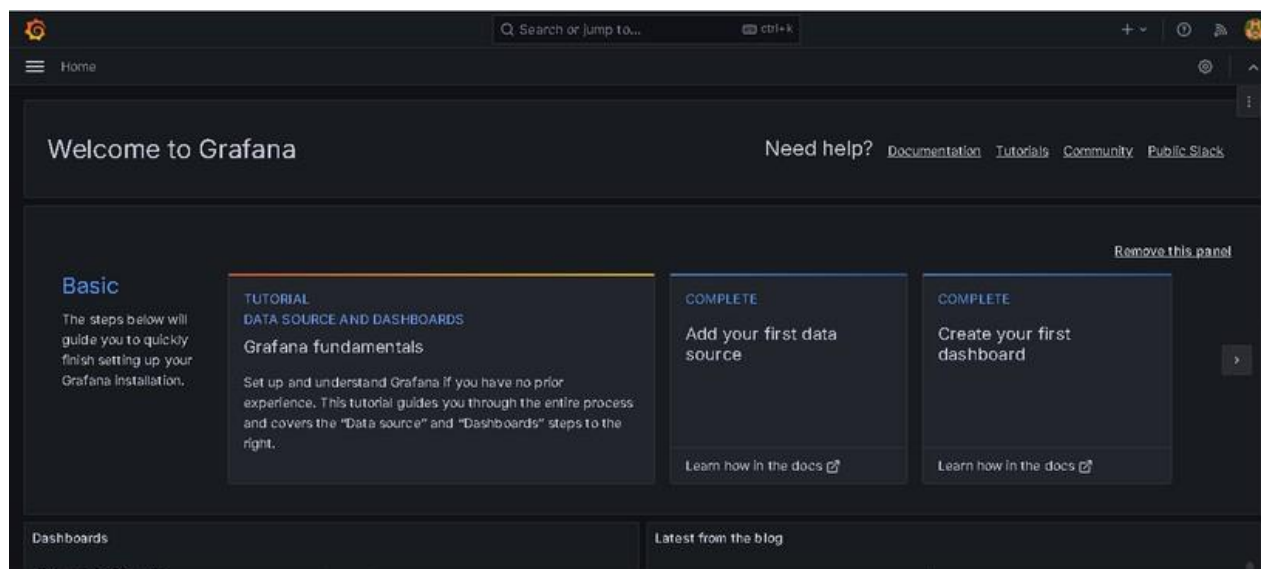 Search or jump to...
ctrl+k
Home
Welcome to Grafana
Need help? Documentation Tutorials Community Public Slack
Remove this panel
Basic
The steps below will
guide you to quickly
finish setting up your
Grafana installation.
TUTORIAL
DATA SOURCE AND DASHBOARDS
Grafana fundamentals
Set up and understand Grafana if you have no prior
experience. This tutorial guides you through the entire process
and covers the "Data source" and "Dashboards" steps to the
right.
COMPLETE
Add your first data
source
Learn how in the docs
COMPLETE
Create your first
dashboard
Learn how in the docs
Dashboards
Latest from the blog